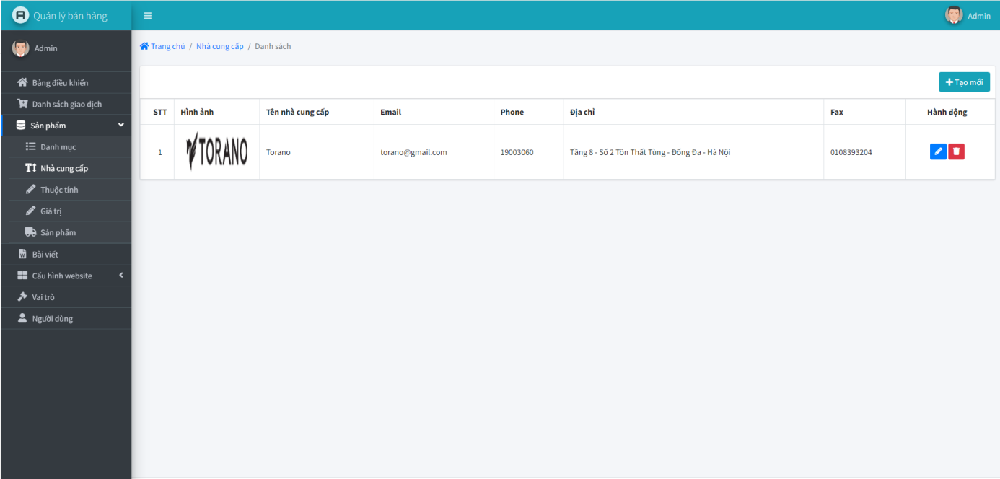 Quản lý bán hàng
Admin
Admin
Trang chủ / Nhà cung cấp / Danh sách
Bảng điều khiển
Danh sách giao dịch
Sản phẩm
Danh mục
Nhà cung cấp
Thuộc tính
Giá trị
Sản phẩm
Bài viết
Cấu hình website
Vai trò
Người dùng
Tạo mới
STT Hình ảnh Tên nhà cung cấp Email Phone Địa chỉ Fax Hành động
1 TORANO Torano torano@gmail.com 19003060 Tầng 8 - Số 2 Tôn Thất Tùng - Đống Đa - Hà Nội 0108393204